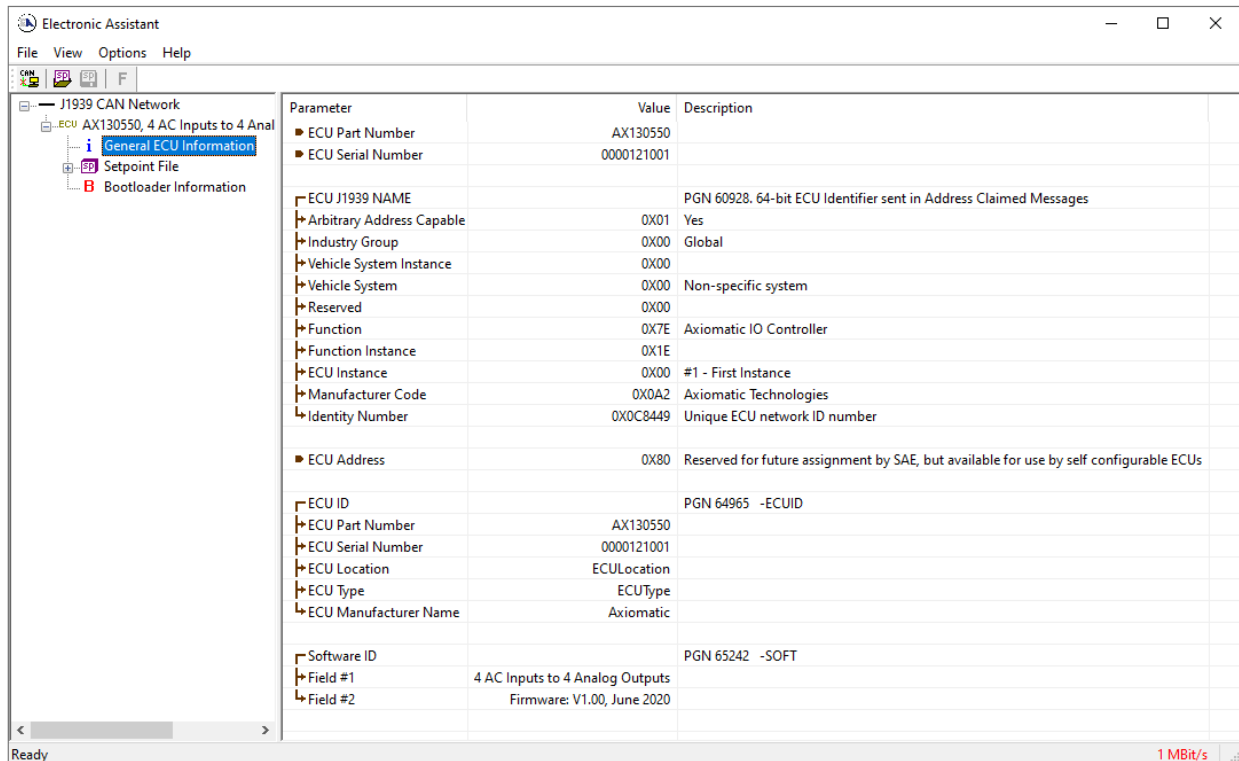 Electronic Assistant
File View Options Help
CAN SP SP F
J1939 CAN Network
ECU AX130550, 4 AC Inputs to 4 Anal
i General ECU Information
SP Setpoint File
B Bootloader Information
Parameter Value Description
ECU Part Number AX130550
ECU Serial Number 0000121001
ECU J1939 NAME PGN 60928. 64-bit ECU Identifier sent in Address Claimed Messages
Arbitrary Address Capable 0X01 Yes
Industry Group 0X00 Global
Vehicle System Instance 0X00
Vehicle System 0X00 Non-specific system
Reserved 0X00
Function 0X7E Axiomatic IO Controller
Function Instance 0X1E
ECU Instance 0X00 #1 - First Instance
Manufacturer Code 0X0A2 Axiomatic Technologies
Identity Number 0X0C8449 Unique ECU network ID number
ECU Address 0X80 Reserved for future assignment by SAE, but available for use by self configurable ECUs
ECU ID PGN 64965 -ECUID
ECU Part Number AX130550
ECU Serial Number 0000121001
ECU Location ECULocation
ECU Type ECUType
ECU Manufacturer Name Axiomatic
Software ID PGN 65242 -SOFT
Field #1 4 AC Inputs to 4 Analog Outputs
Field #2 Firmware: V1.00, June 2020
Ready 1 MBit/s